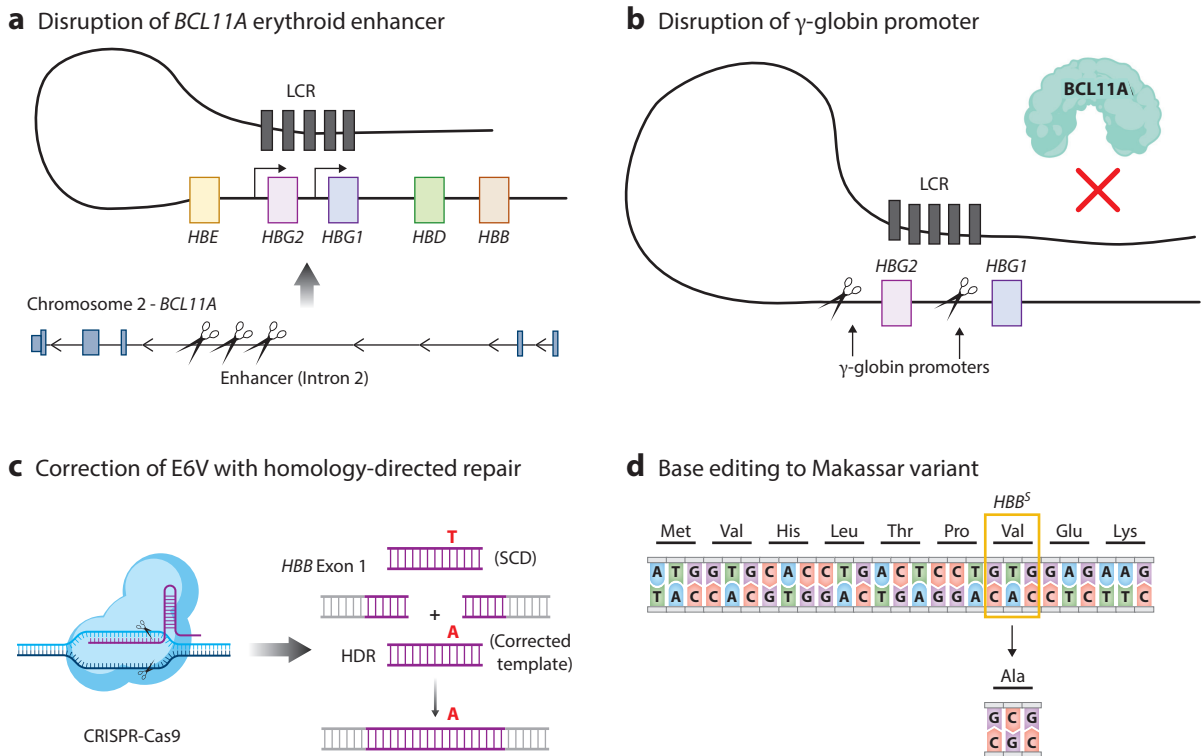 a Disruption of BCL11A erythroid enhancer
LCR
HBE
HBG2
HBG1
HBD
HBB
Chromosome 2 - BCL11A
Enhancer (Intron 2)
b Disruption of γ-globin promoter
BCL11A
LCR
HBG2
HBG1
γ-globin promoters
c Correction of E6V with homology-directed repair
CRISPR-Cas9
T
HBB Exon 1
(SCD)
+
A
HDR
(Corrected
template)
A
d Base editing to Makassar variant
HBBˢ
Met Val His Leu Thr Pro Val Glu Lys
A T G G T G C A C C T G A C T C C T G T G G A G A A G
T A C C A C G T G G A C T G A G G A C A C C T C T T C
Ala
G C G
C G C